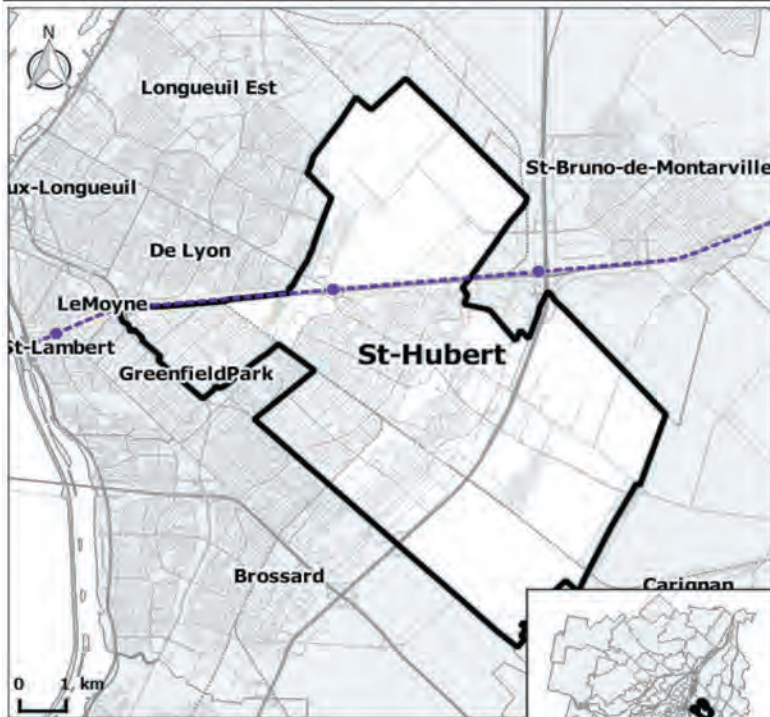 N
Longueuil Est
St-Bruno-de-Montarville
ux-Longueuil
De Lyon
LeMoyne
St-Lambert
St-Hubert
GreenfieldPark
Brossard
Carignan
0 1 km